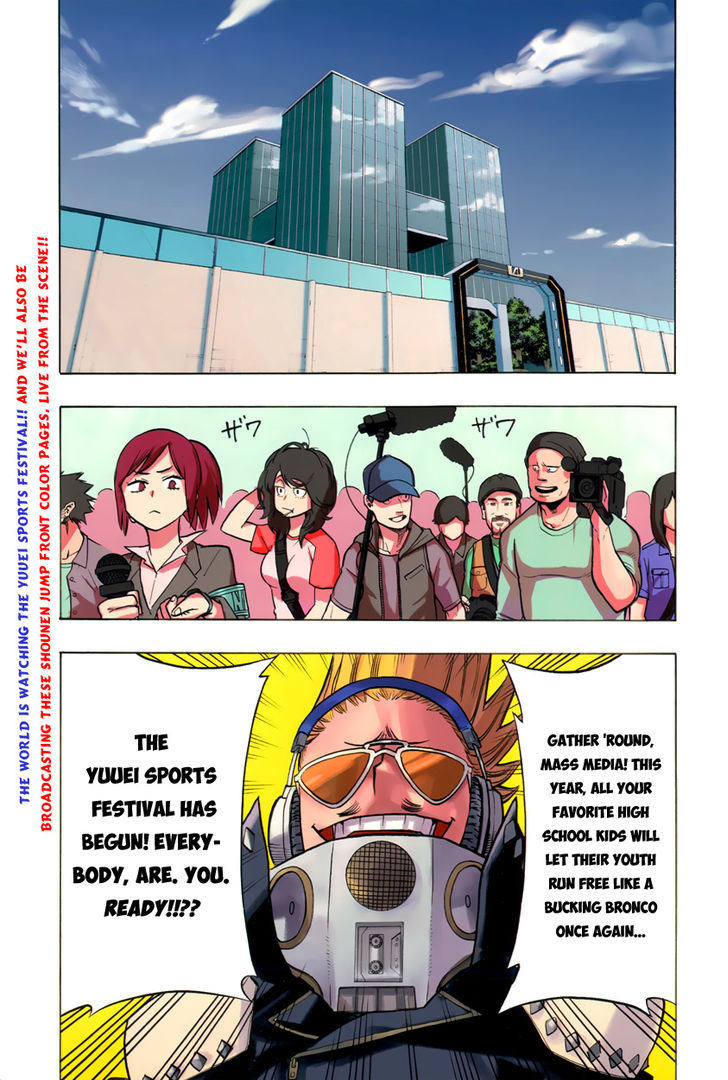 THE WORLD IS WATCHING THE YUUEI SPORTS FESTIVAL!! AND WE'LL ALSO BE
BROADCASTING THESE SHOUNEN JUMP FRONT COLOR PAGES, LIVE FROM THE SCENE!!
ザワ
ザワ
GATHER 'ROUND,
MASS MEDIA! THIS
YEAR, ALL YOUR
FAVORITE HIGH
SCHOOL KIDS WILL
LET THEIR YOUTH
RUN FREE LIKE A
BUCKING BRONCO
ONCE AGAIN...
THE
YUUEI SPORTS
FESTIVAL HAS
BEGUN! EVERY-
BODY, ARE. YOU.
READY!!??